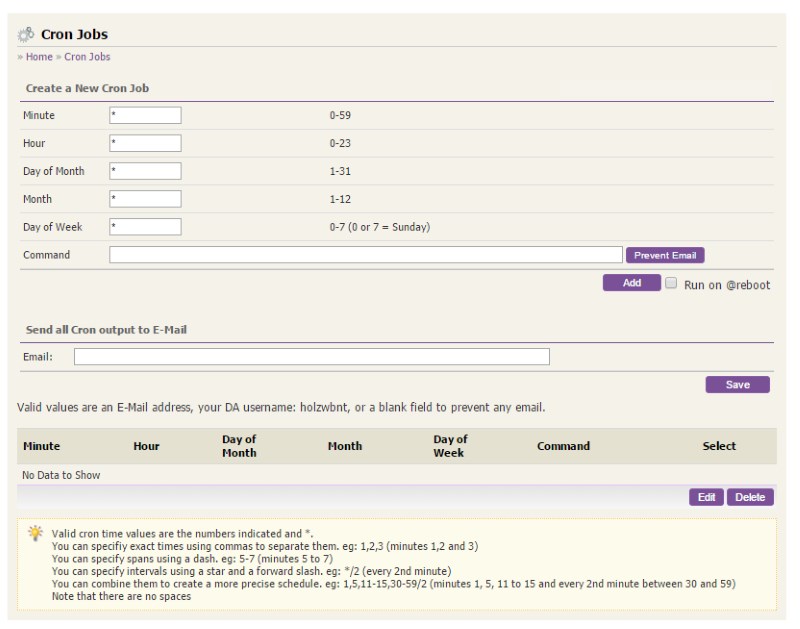 Cron Jobs
» Home » Cron Jobs
Create a New Cron Job
Minute * 0-59
Hour * 0-23
Day of Month * 1-31
Month * 1-12
Day of Week * 0-7 (0 or 7 = Sunday)
Command Prevent Email
Add Run on @reboot
Send all Cron output to E-Mail
Email:
Save
Valid values are an E-Mail address, your DA username: holzwbnt, or a blank field to prevent any email.
Minute Hour Day of Month Month Day of Week Command Select
No Data to Show
Edit Delete
Valid cron time values are the numbers indicated and *.
You can specifiy exact times using commas to separate them. eg: 1,2,3 (minutes 1,2 and 3)
You can specify spans using a dash. eg: 5-7 (minutes 5 to 7)
You can specify intervals using a star and a forward slash. eg: */2 (every 2nd minute)
You can combine them to create a more precise schedule. eg: 1,5,11-15,30-59/2 (minutes 1, 5, 11 to 15 and every 2nd minute between 30 and 59)
Note that there are no spaces